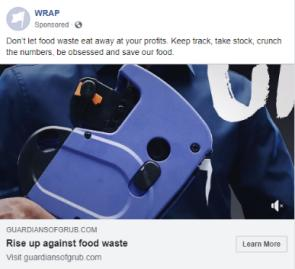 WRAP
Sponsored
Don't let food waste eat away at your profits. Keep track, take stock, crunch
the numbers, be obsessed and save our food.
GUARDIANSOFGRUB.COM
Rise up against food waste
Learn More
Visit guardiansofgrub.com